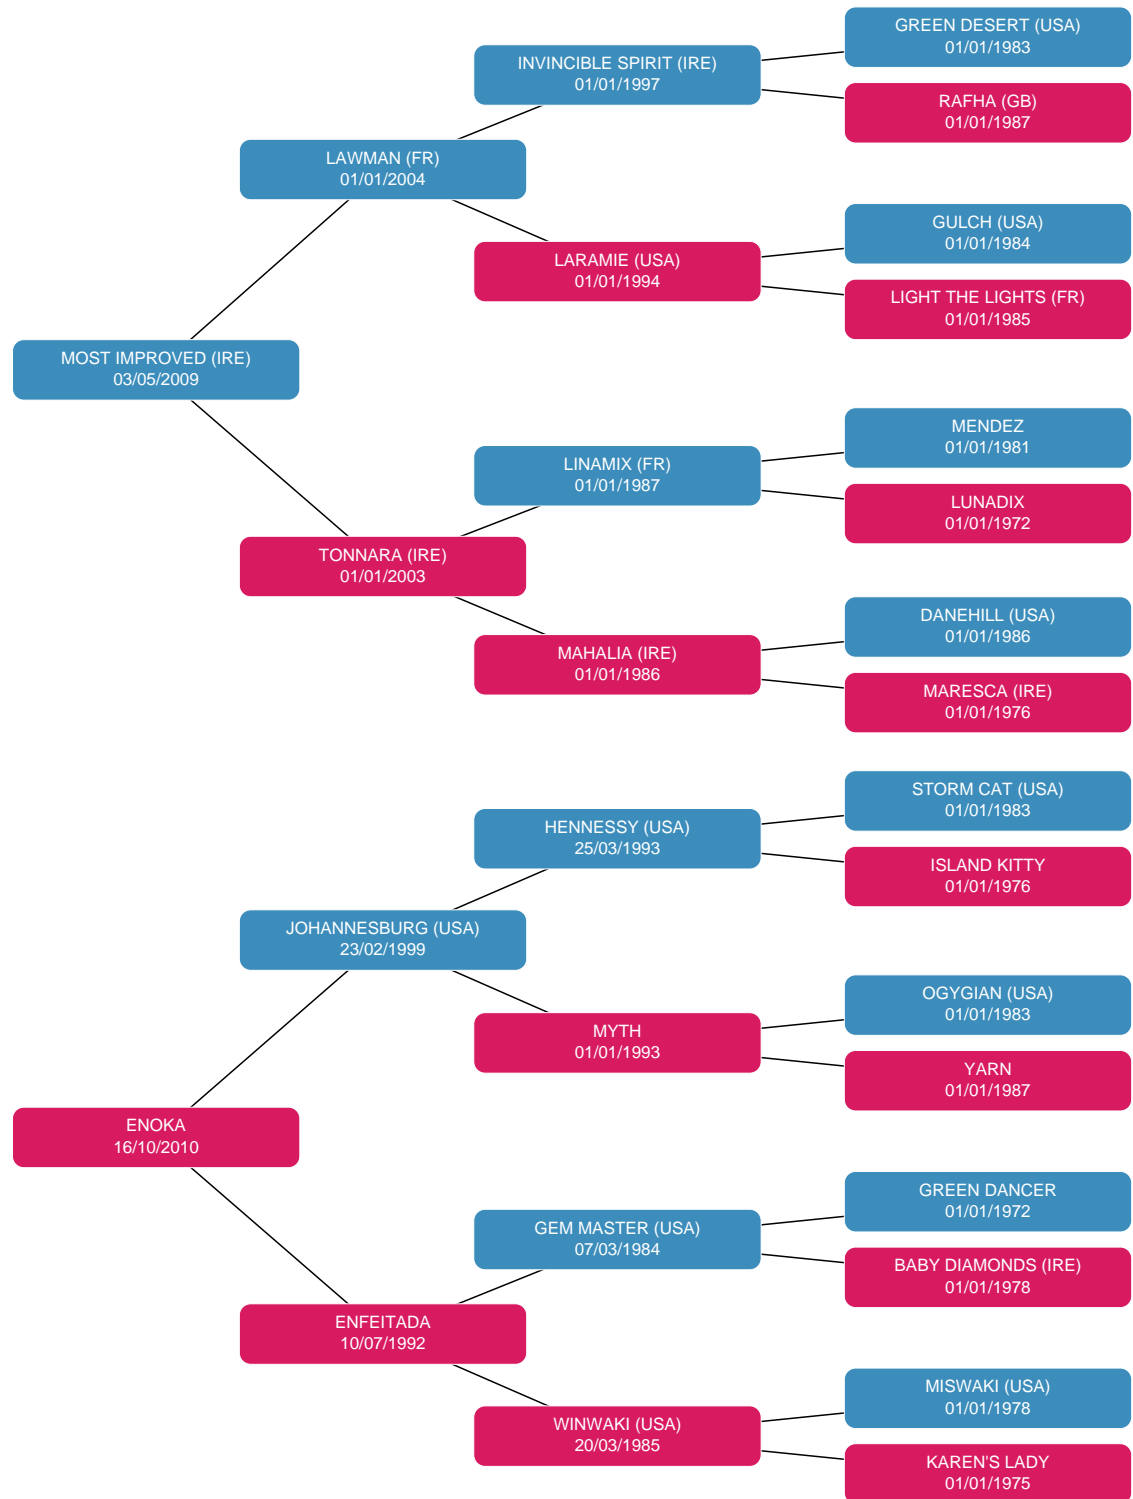 GREEN DESERT (USA)
01/01/1983
INVINCIBLE SPIRIT (IRE)
01/01/1997
RAFHA (GB)
01/01/1987
LAWMAN (FR)
01/01/2004
GULCH (USA)
01/01/1984
LARAMIE (USA)
01/01/1994
LIGHT THE LIGHTS (FR)
01/01/1985
MOST IMPROVED (IRE)
03/05/2009
MENDEZ
01/01/1981
LINAMIX (FR)
01/01/1987
LUNADIX
01/01/1972
TONNARA (IRE)
01/01/2003
DANEHILL (USA)
01/01/1986
MAHALIA (IRE)
01/01/1986
MARESCA (IRE)
01/01/1976
STORM CAT (USA)
01/01/1983
HENNESSY (USA)
25/03/1993
ISLAND KITTY
01/01/1976
JOHANNESBURG (USA)
23/02/1999
OGYGIAN (USA)
01/01/1983
MYTH
01/01/1993
YARN
01/01/1987
ENOKA
16/10/2010
GREEN DANCER
01/01/1972
GEM MASTER (USA)
07/03/1984
BABY DIAMONDS (IRE)
01/01/1978
ENFEITADA
10/07/1992
MISWAKI (USA)
01/01/1978
WINWAKI (USA)
20/03/1985
KAREN'S LADY
01/01/1975